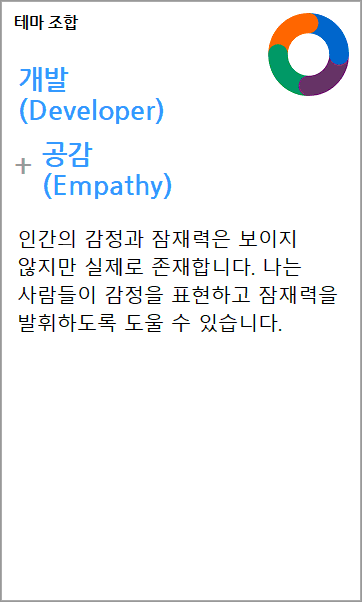 테마 조합
개발
(Developer)
+ 공감
(Empathy)
인간의 감정과 잠재력은 보이지
않지만 실제로 존재합니다. 나는
사람들이 감정을 표현하고 잠재력을
발휘하도록 도울 수 있습니다.